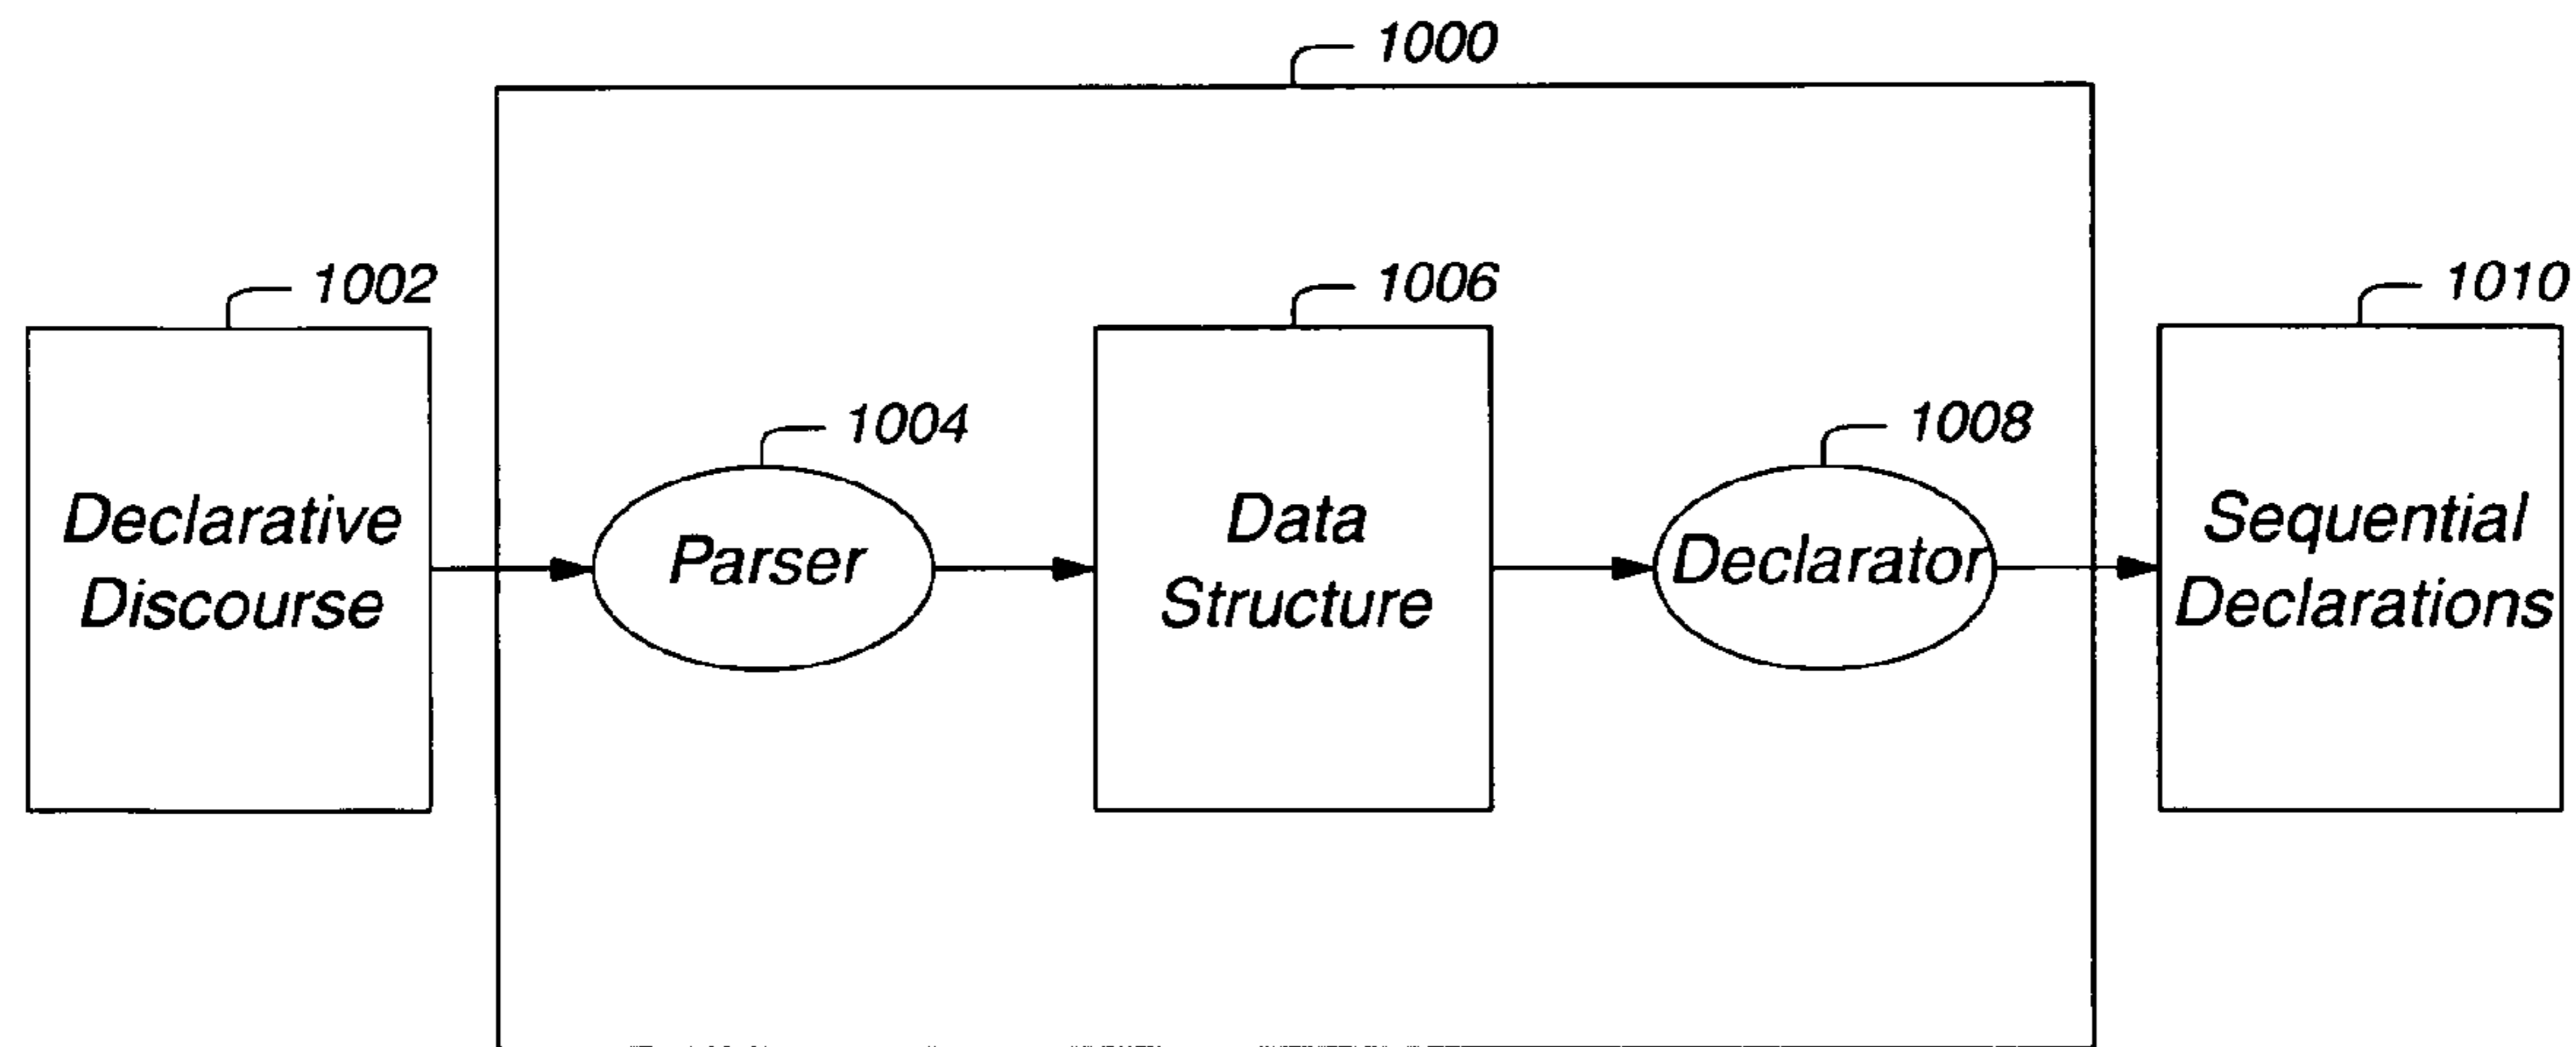 1000
1002
1006
1010
1004
1008
Declarative
Discourse
Parser
Data
Structure
Declarator
Sequential
Declarations